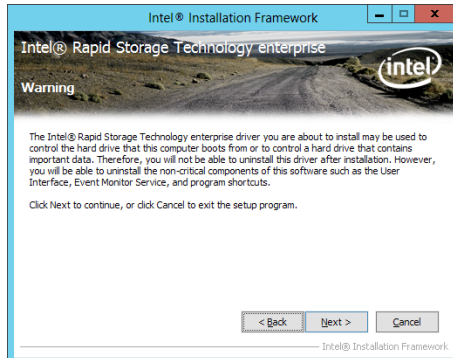 Intel® Installation Framework
Intel® Rapid Storage Technology enterprise
intel®
Warning
The Intel® Rapid Storage Technology enterprise driver you are about to install may be used to
control the hard drive that this computer boots from or to control a hard drive that contains
important data. Therefore, you will not be able to uninstall this driver after installation. However,
you will be able to uninstall the non-critical components of this software such as the User
Interface, Event Monitor Service, and program shortcuts.
Click Next to continue, or click Cancel to exit the setup program.
< Back Next > Cancel
Intel® Installation Framework